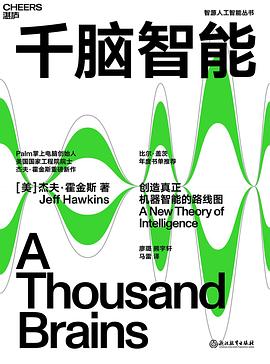 CHEERS
湛庐
智源人工智能丛书
千脑智能
Palm掌上电脑创始人
美国国家工程院院士
杰夫·霍金斯重磅新作
比尔·盖茨
年度书单推荐
[美]杰夫·霍金斯 著
Jeff Hawkins
创造真正
机器智能的路线图
A New Theory of
Intelligence
廖璐 熊宇轩
马雷 译
A
Thousand
Brains
浙江教育出版社